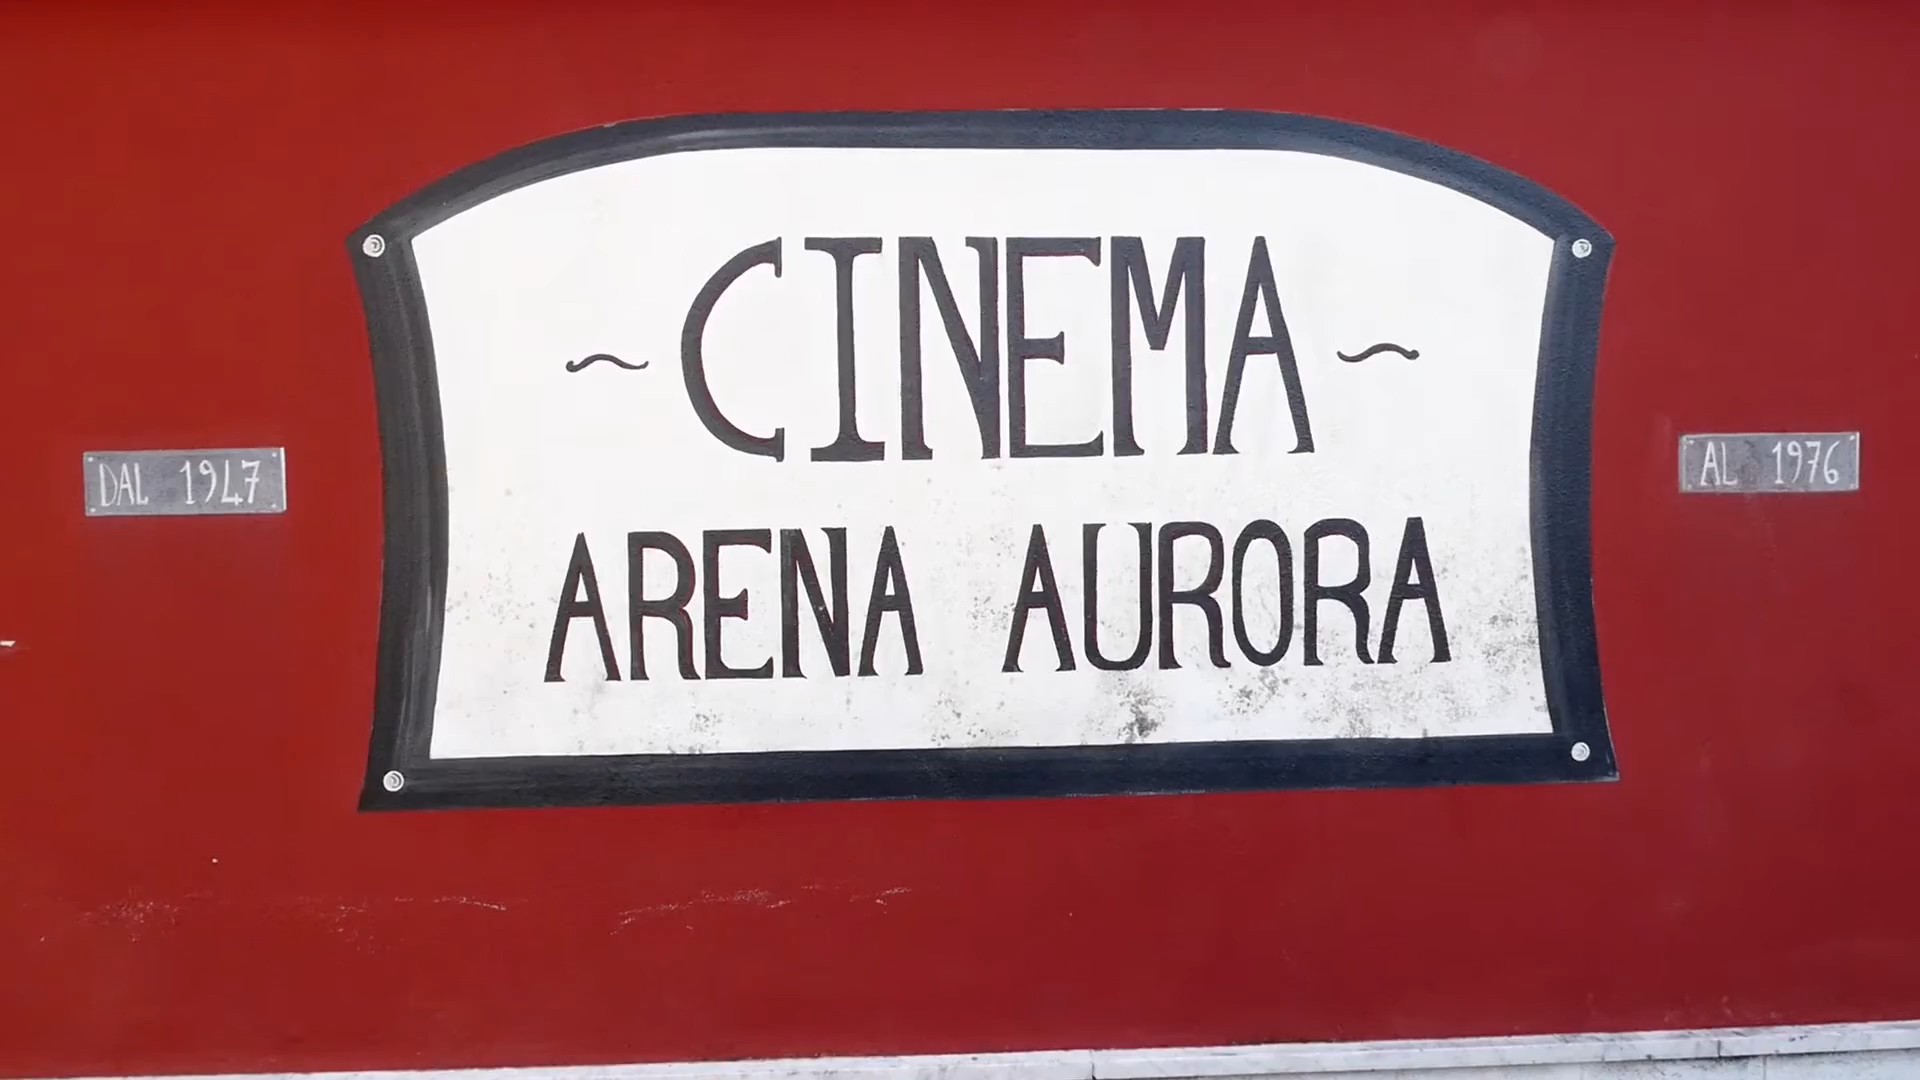 ~ CINEMA ~
ARENA AURORA
DAL 1947
AL 1976